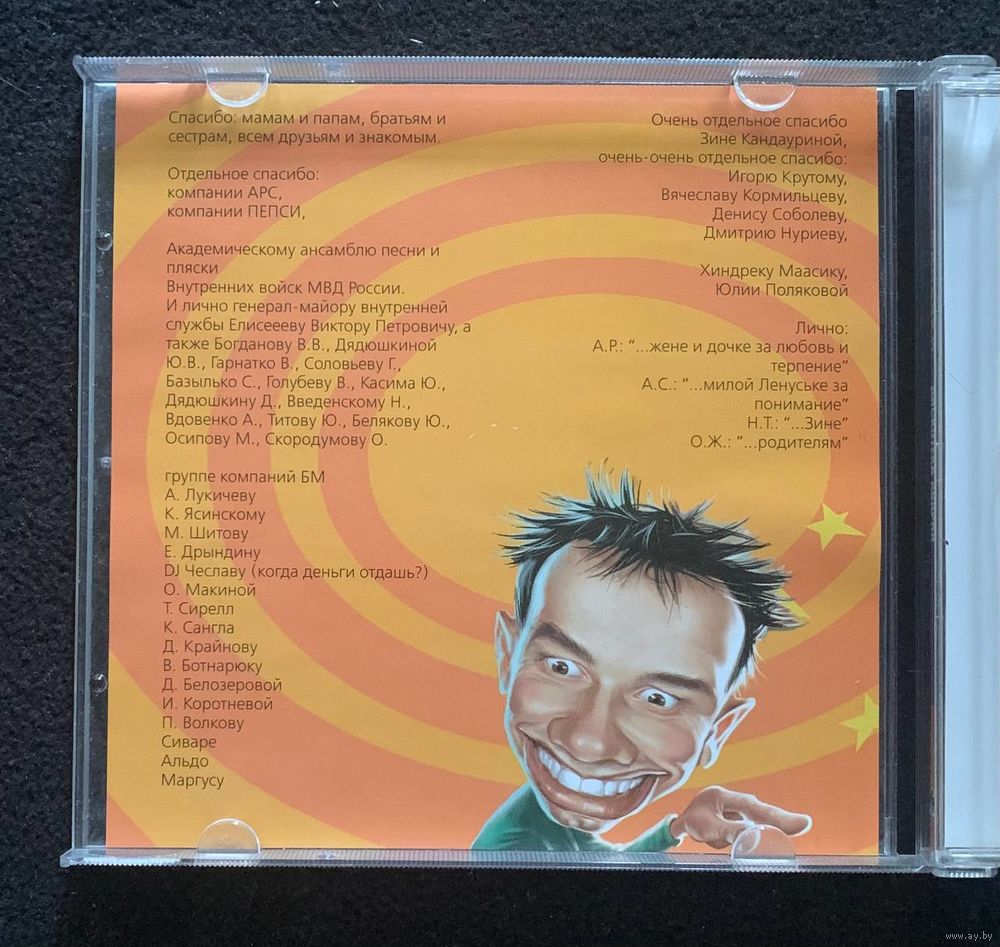 Спасибо: мамам и папам, братьям и
сестрам, всем друзьям и знакомым.
Отдельное спасибо:
компании АРС,
компании ПЕПСИ,
Академическому ансамблю песни и
пляски
Внутренних войск МВД России.
И лично генерал-майору внутренней
службы Елисеееву Виктору Петровичу, а
также Богданову В.В., Дядюшкиной
Ю.В., Гарнатко В., Соловьеву Г.,
Базылько С., Голубеву В., Касима Ю.,
Дядюшкину Д., Введенскому Н.,
Вдовенко А., Титову Ю., Белякову Ю.,
Осипову М., Скородумову О.
группе компаний БМ
А. Лукичеву
К. Ясинскому
М. Шитову
Е. Дрындину
DJ Чеславу (когда деньги отдашь?)
О. Макиной
Т. Сирелл
К. Сангла
Д. Крайнову
В. Ботнарюку
Д. Белозеровой
И. Коротневой
П. Волкову
Сиваре
Альдо
Маргусу
Очень отдельное спасибо
Зине Кандауриной,
очень-очень отдельное спасибо:
Игорю Крутому,
Вячеславу Кормильцеву,
Денису Соболеву,
Дмитрию Нуриеву,
Хиндреку Маасику,
Юлии Поляковой
Лично:
А.Р.: “...жене и дочке за любовь и
терпение”
А.С.: “...милой Ленуське за
понимание”
Н.Т.: “...Зине”
О.Ж.: “...родителям”
www.ay.by